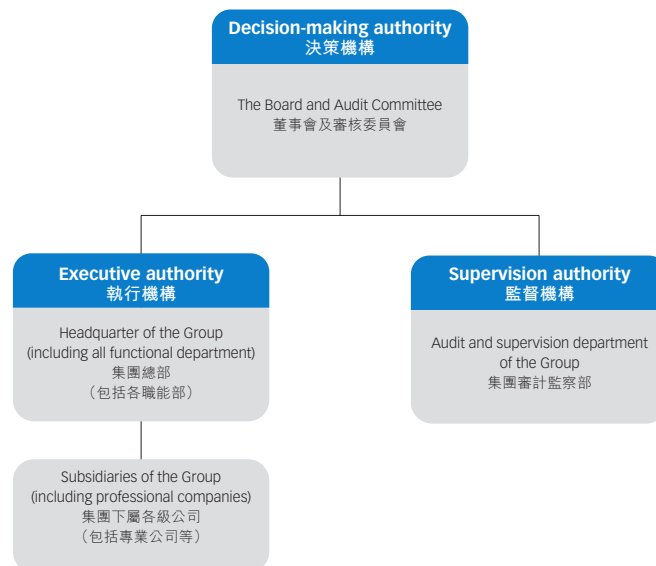 Decision-making authority
決策機構
The Board and Audit Committee
董事會及審核委員會
Executive authority
執行機構
Headquarter of the Group
(including all functional department)
集團總部
(包括各職能部)
Subsidiaries of the Group
(including professional companies)
集團下屬各級公司
(包括專業公司等)
Supervision authority
監督機構
Audit and supervision department
of the Group
集團審計監察部